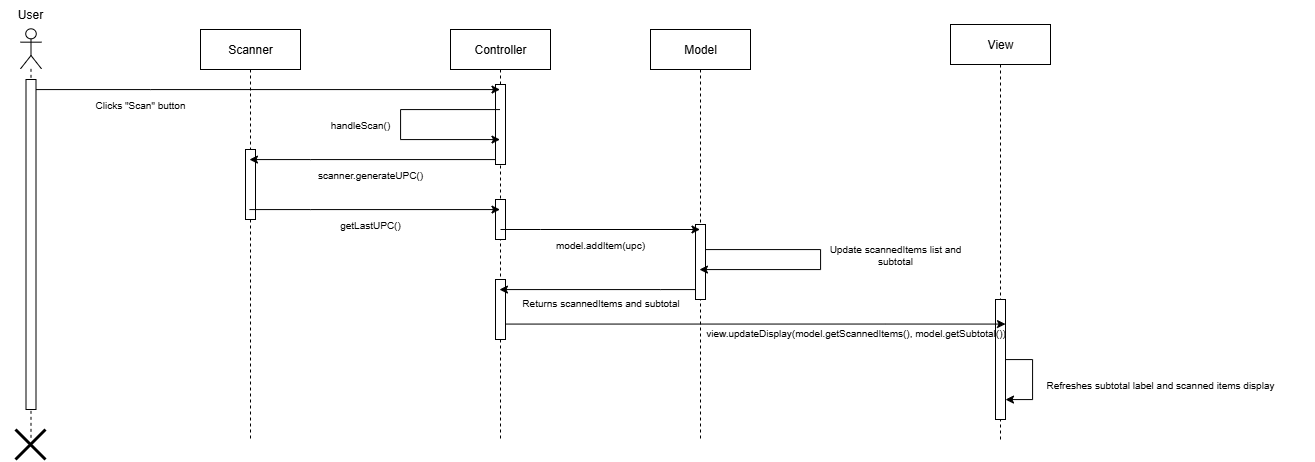 User
Scanner
Controller
Model
View
Clicks "Scan" button
handleScan()
scanner.generateUPC()
getLastUPC()
model.addItem(upc)
Update scannedItems list and
subtotal
Returns scannedItems and subtotal
view.updateDisplay(model.getScannedItems(), model.getSubtotal())
Refreshes subtotal label and scanned items display